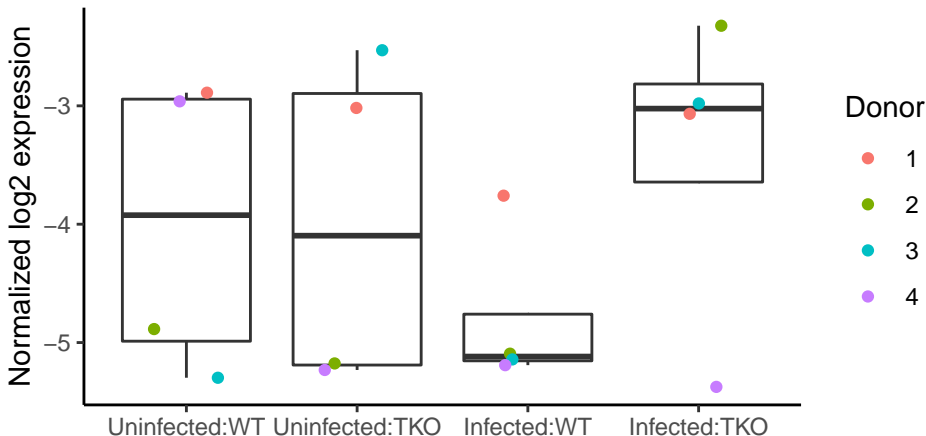 Normalized log2 expression
−3
−4
−5
Uninfected:WT
Uninfected:TKO
Infected:WT
Infected:TKO
Donor
1
2
3
4